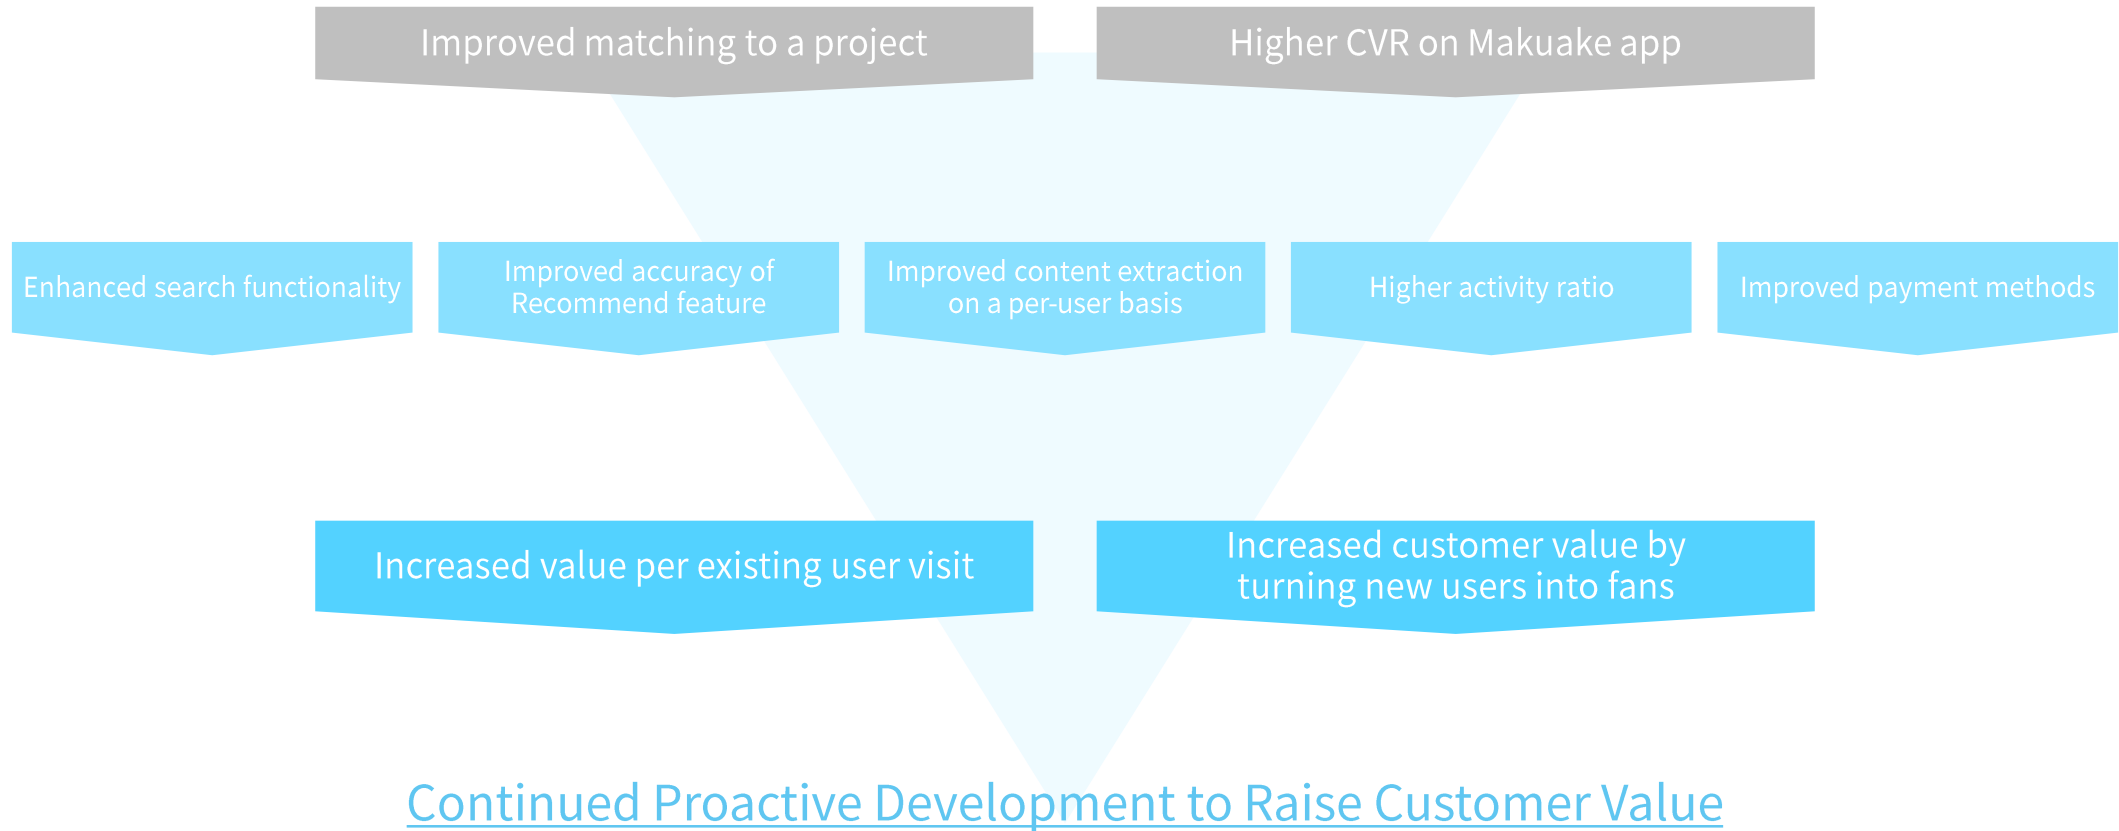 Improved matching to a project
Higher CVR on Makuake app
Enhanced search functionality
Improved accuracy of
Recommend feature
Improved content extraction
on a per-user basis
Higher activity ratio
Improved payment methods
Increased value per existing user visit
Increased customer value by
turning new users into fans
Continued Proactive Development to Raise Customer Value